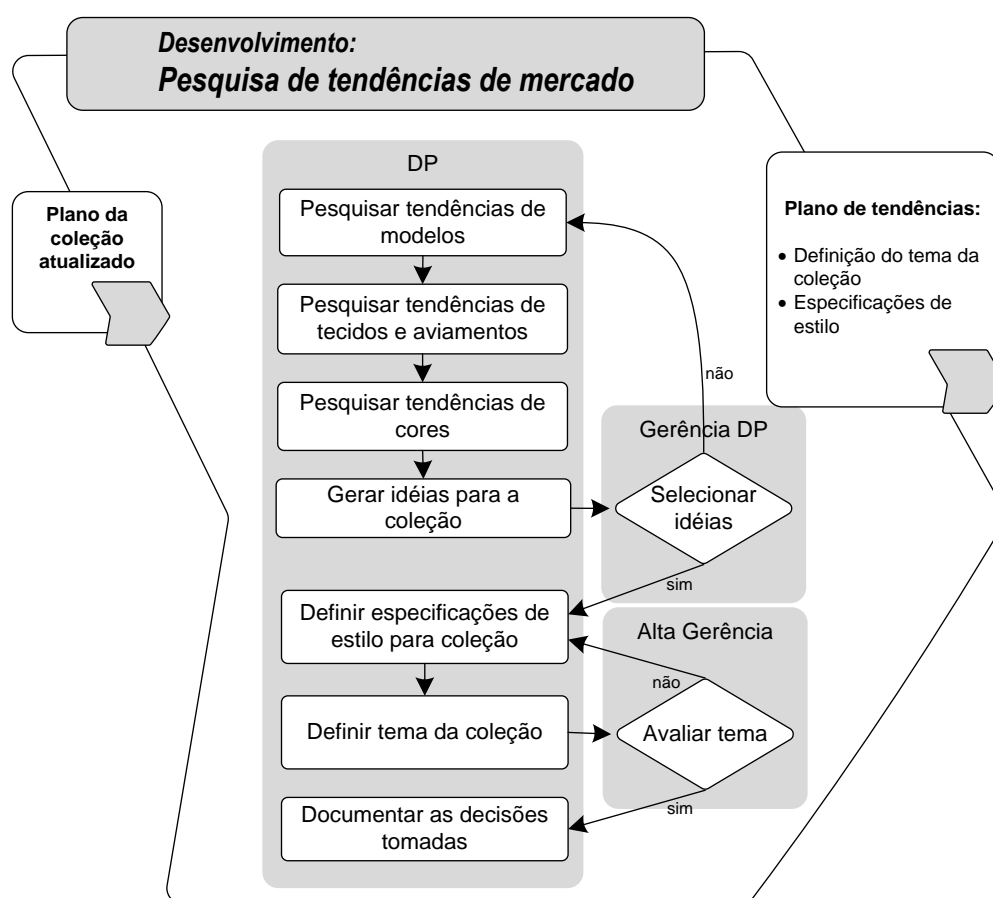 Desenvolvimento:
Pesquisa de tendências de mercado
Plano da
coleção
atualizado
DP
Pesquisar tendências de
modelos
Pesquisar tendências de
tecidos e aviamentos
Pesquisar tendências de
cores
Gerar idéias para a
coleção
Gerência DP
Selecionar
idéias
não
sim
Definir especificações de
estilo para coleção
Alta Gerência
não
Definir tema da coleção
Avaliar tema
sim
Documentar as decisões
tomadas
Plano de tendências:
• Definição do tema da
coleção
• Especificações de
estilo